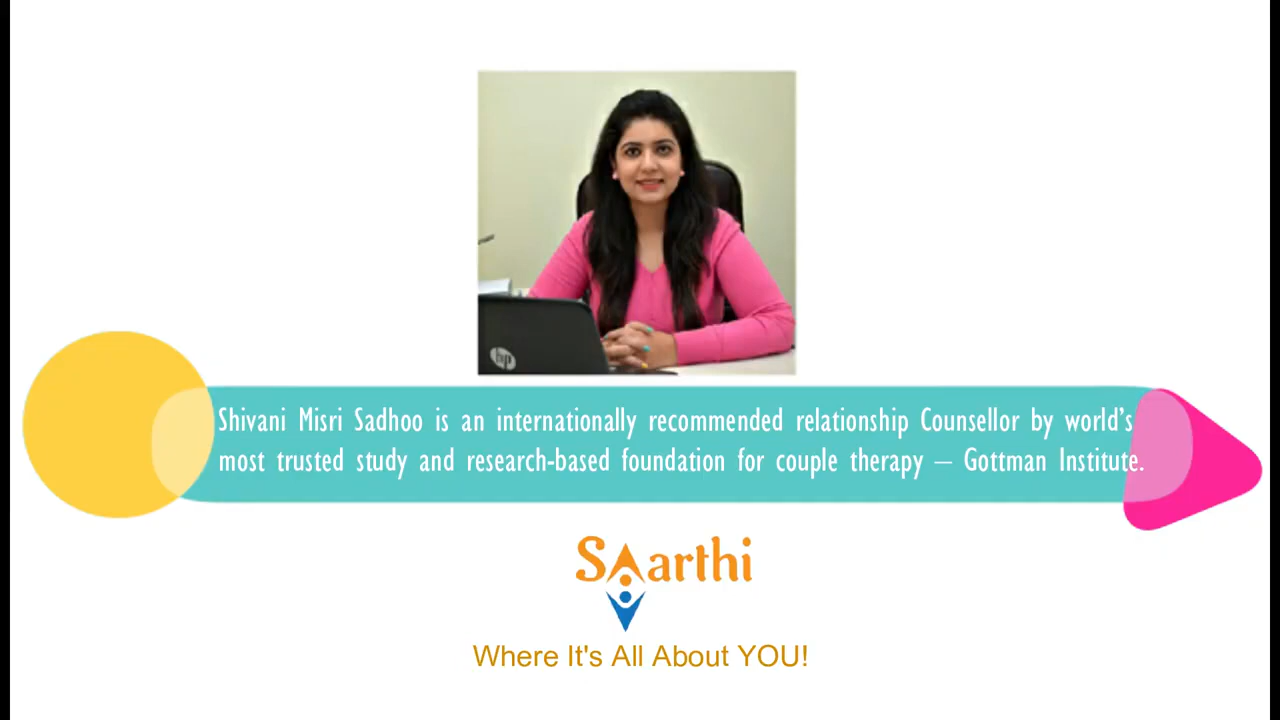 hp
Shivani Misri Sadhoo is an internationally recommended relationship Counsellor by world’s
most trusted study and research-based foundation for couple therapy – Gottman Institute.
Saarthi
Where It's All About YOU!